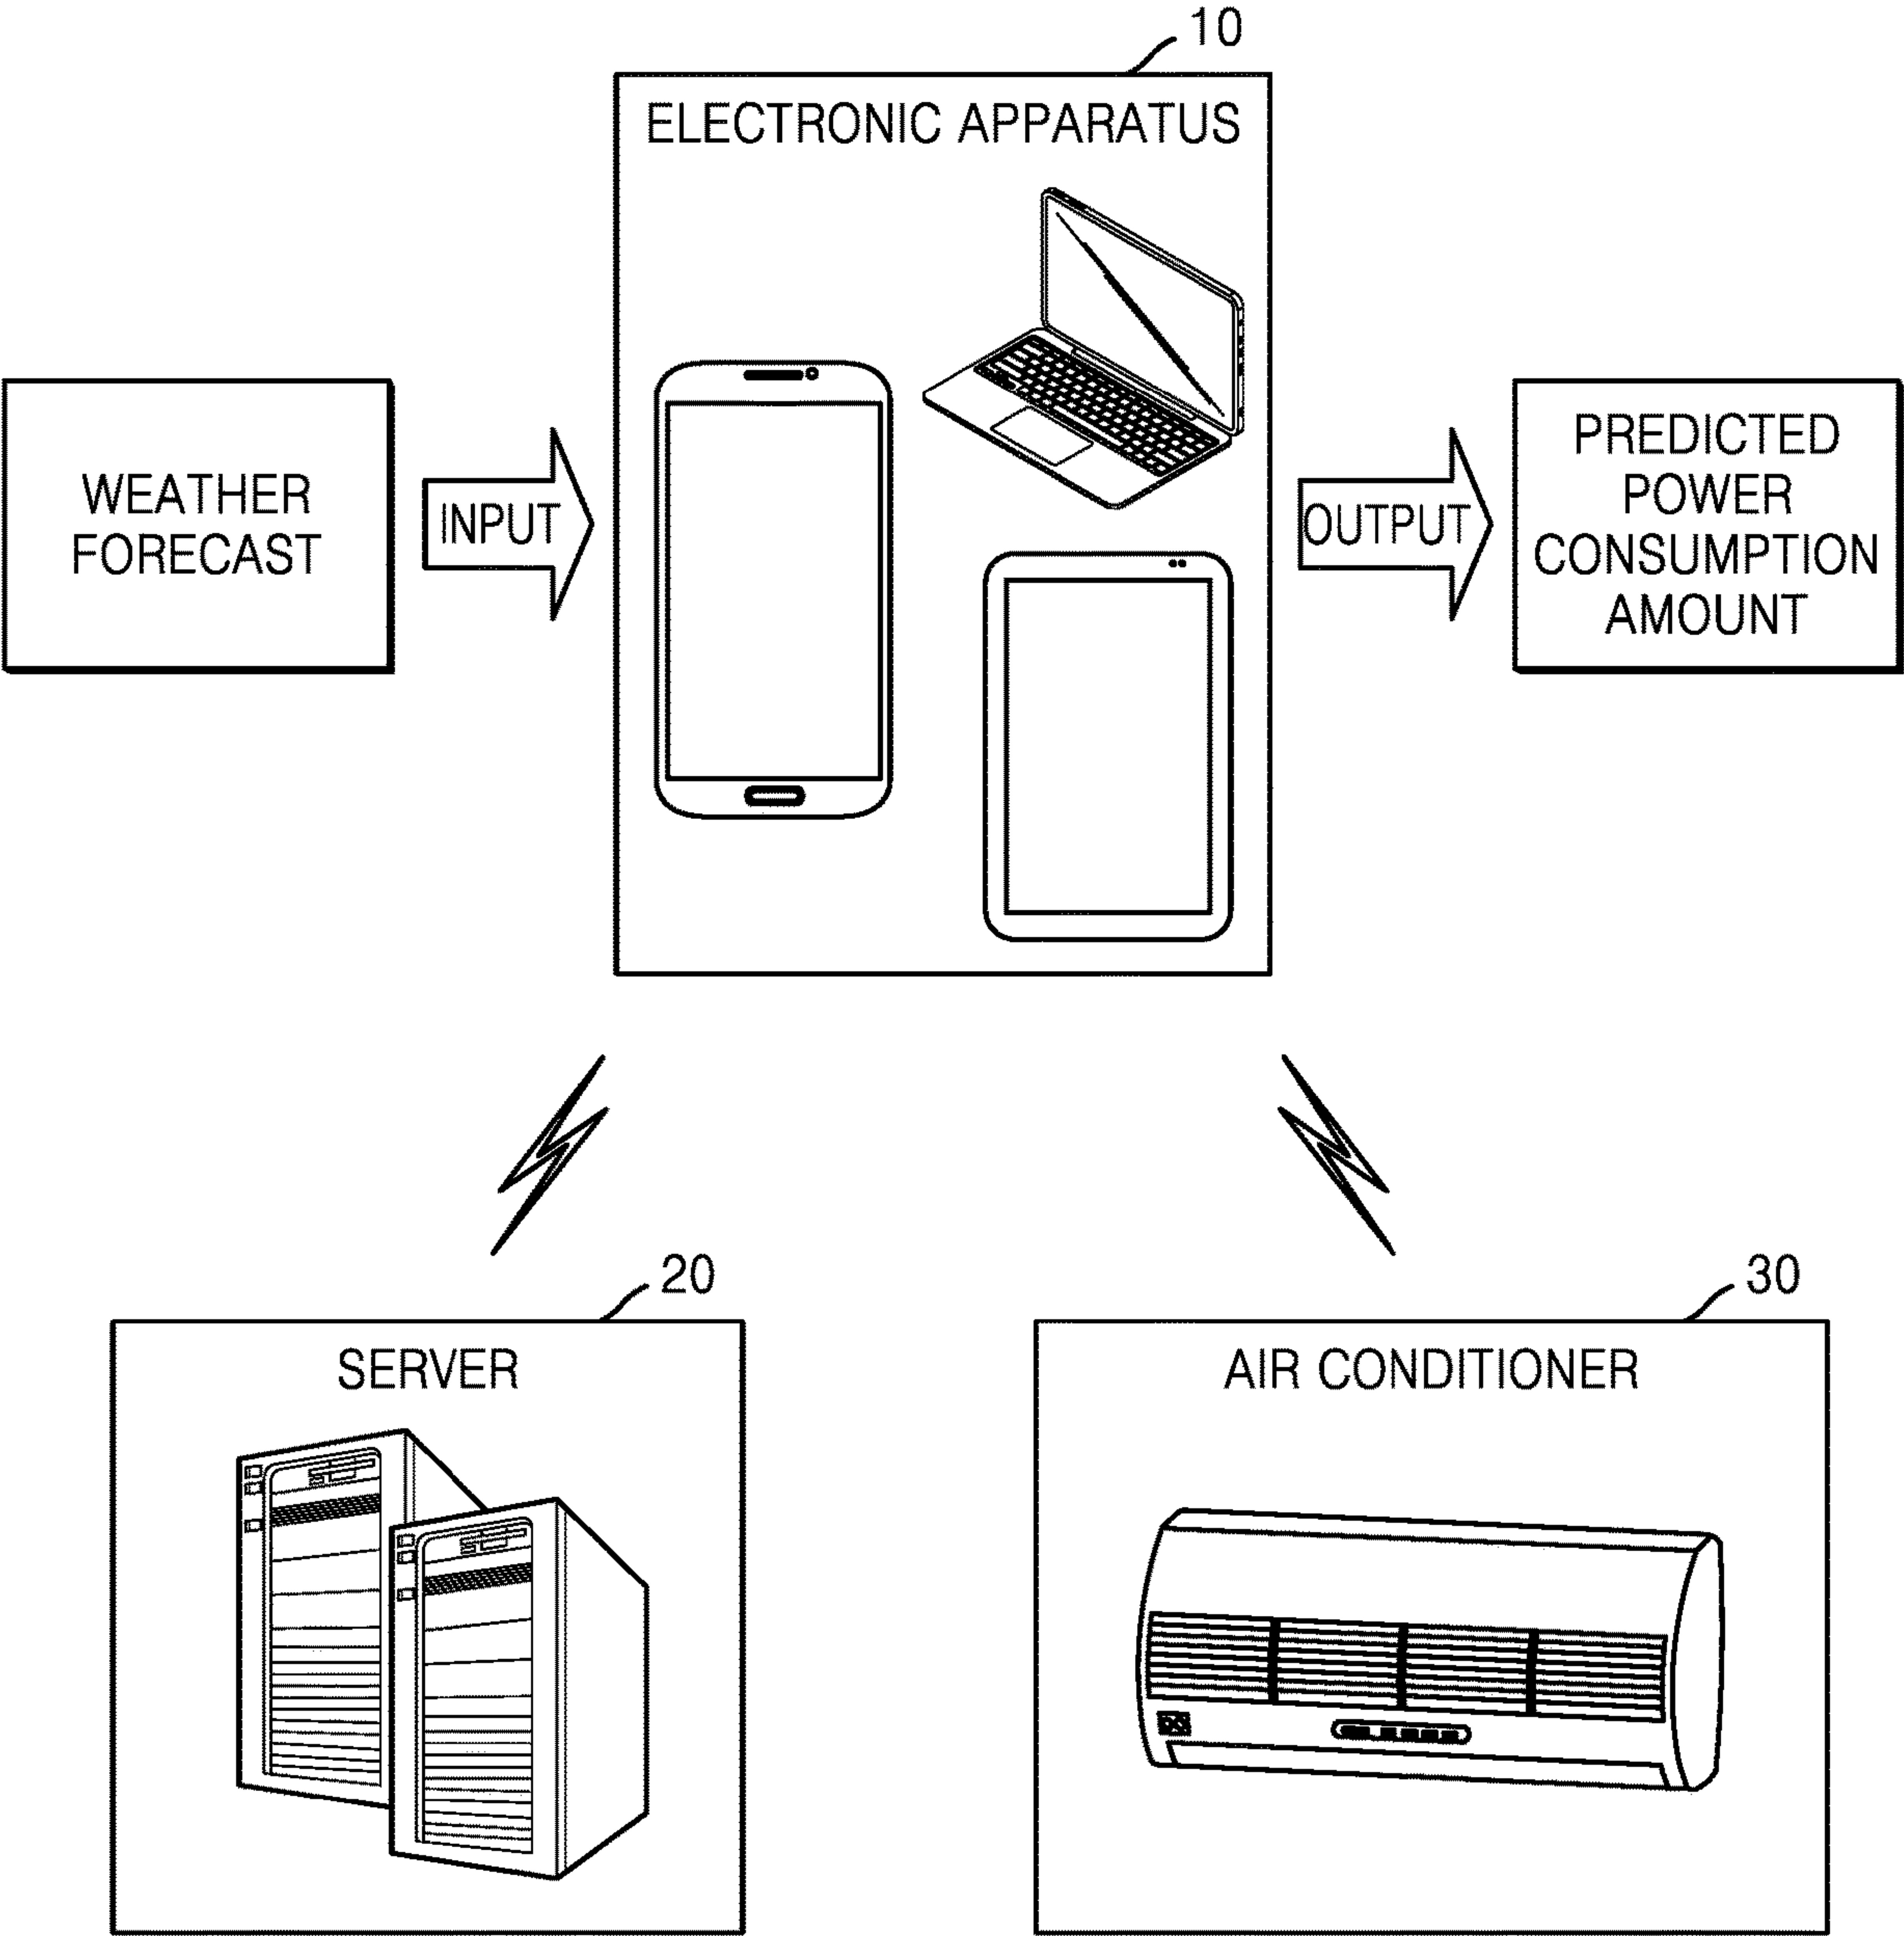 10
ELECTRONIC APPARATUS
WEATHER
FORECAST
INPUT
OUTPUT
PREDICTED
POWER
CONSUMPTION
AMOUNT
20
SERVER
30
AIR CONDITIONER